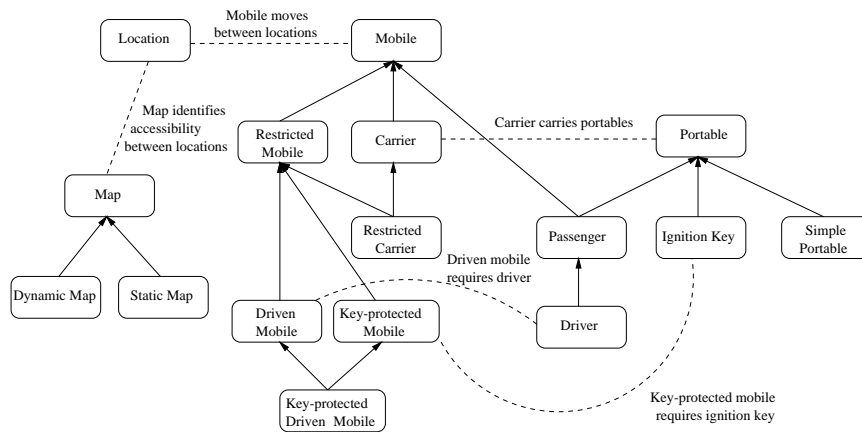 Mobile moves
between locations
Location
Mobile
Map identifies
accessibility
between locations
Restricted
Mobile
Carrier
Carrier carries portables
Portable
Map
Restricted
Carrier
Passenger
Ignition Key
Simple
Portable
Driven mobile
requires driver
Dynamic Map
Static Map
Driven
Mobile
Key-protected
Mobile
Driver
Key-protected
Driven Mobile
Key-protected mobile
requires ignition key